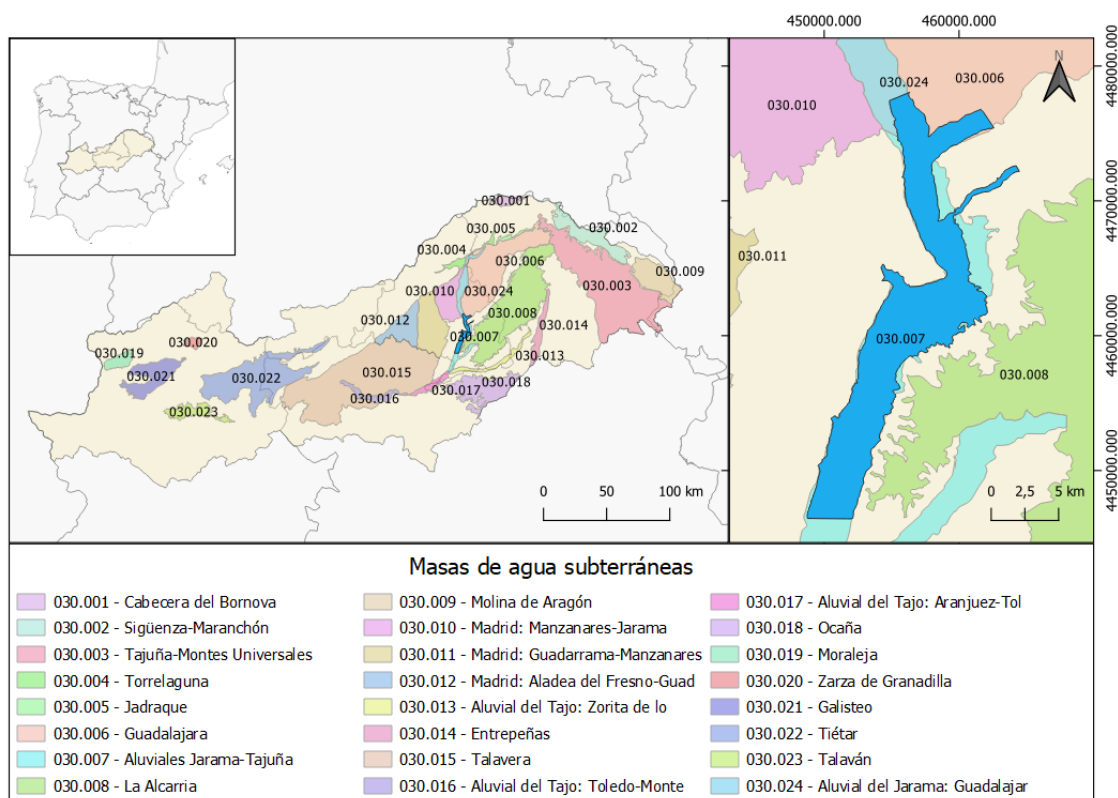 450000.000 460000.000
N
030.024 030.006
030.010
4480000.000
030.001
030.005 030.002
030.004
030.006 030.009
030.010 030.024 030.003
030.012 030.008
030.007 030.014
030.019 030.020
030.021 030.022 030.015 030.013
030.018
030.016 030.017
030.023
0 50 100 km
4470000.000
030.011
030.007
4460000.000
030.008
4450000.000
0 2,5 5 km
Masas de agua subterráneas
030.001 - Cabecera del Bornova
030.002 - Sigüenza-Maranchón
030.003 - Tajuña-Montes Universales
030.004 - Torrelaguna
030.005 - Jadraque
030.006 - Guadalajara
030.007 - Aluviales Jarama-Tajuña
030.008 - La Alcarria
030.009 - Molina de Aragón
030.010 - Madrid: Manzanares-Jarama
030.011 - Madrid: Guadarrama-Manzanares
030.012 - Madrid: Aladea del Fresno-Guad
030.013 - Aluvial del Tajo: Zorita de lo
030.014 - Entrepeñas
030.015 - Talavera
030.016 - Aluvial del Tajo: Toledo-Monte
030.017 - Aluvial del Tajo: Aranjuez-Tol
030.018 - Ocaña
030.019 - Moraleja
030.020 - Zarza de Granadilla
030.021 - Galisteo
030.022 - Tiétar
030.023 - Talaván
030.024 - Aluvial del Jarama: Guadalajar